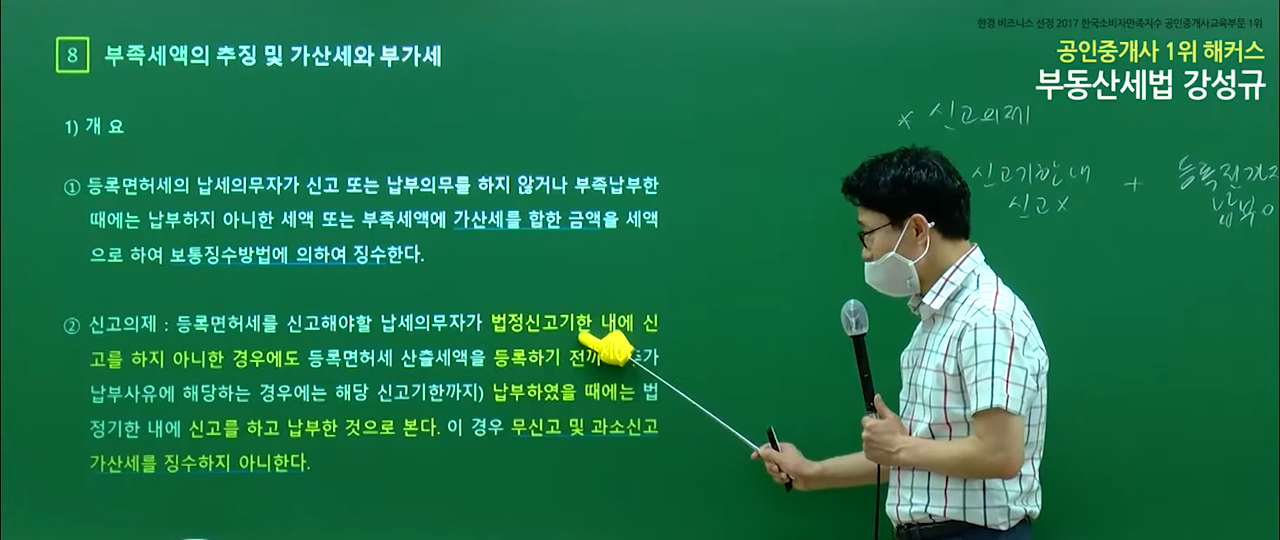 한경 비즈니스 선정 2017 한국소비자만족지수 공인중개사교육부문 1위
공인중개사 1위 해커스
부동산세법 강성규
8 부족세액의 추징 및 가산세와 부가세
1) 개 요
① 등록면허세의 납세의무자가 신고 또는 납부의무를 하지 않거나 부족납부한
때에는 납부하지 아니한 세액 또는 부족세액에 가산세를 합한 금액을 세액
으로 하여 보통징수방법에 의하여 징수한다.
② 신고의제 : 등록면허세를 신고해야할 납세의무자가 법정신고기한 내에 신
고를 하지 아니한 경우에도 등록면허세 산출세액을 등록하기 가
납부사유에 해당하는 경우에는 해당 신고기한까지) 납부하였을 때에는 법
정기한 내에 신고를 하고 납부한 것으로 본다. 이 경우 무신고 및 과소신고
가산세를 징수하지 아니한다.
* 신고의제
신고기한 내 + 등록전까지
신고 x 납부 o